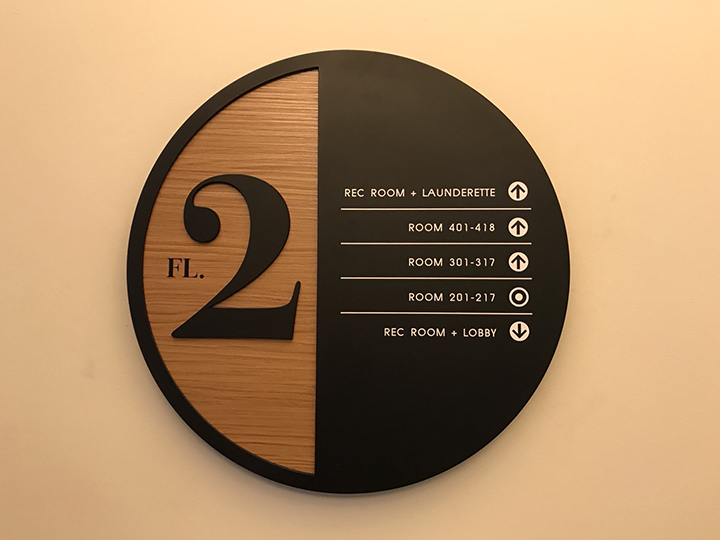 FL. 2
REC ROOM + LAUNDERETTE
ROOM 401-418
ROOM 301-317
ROOM 201-217
REC ROOM + LOBBY